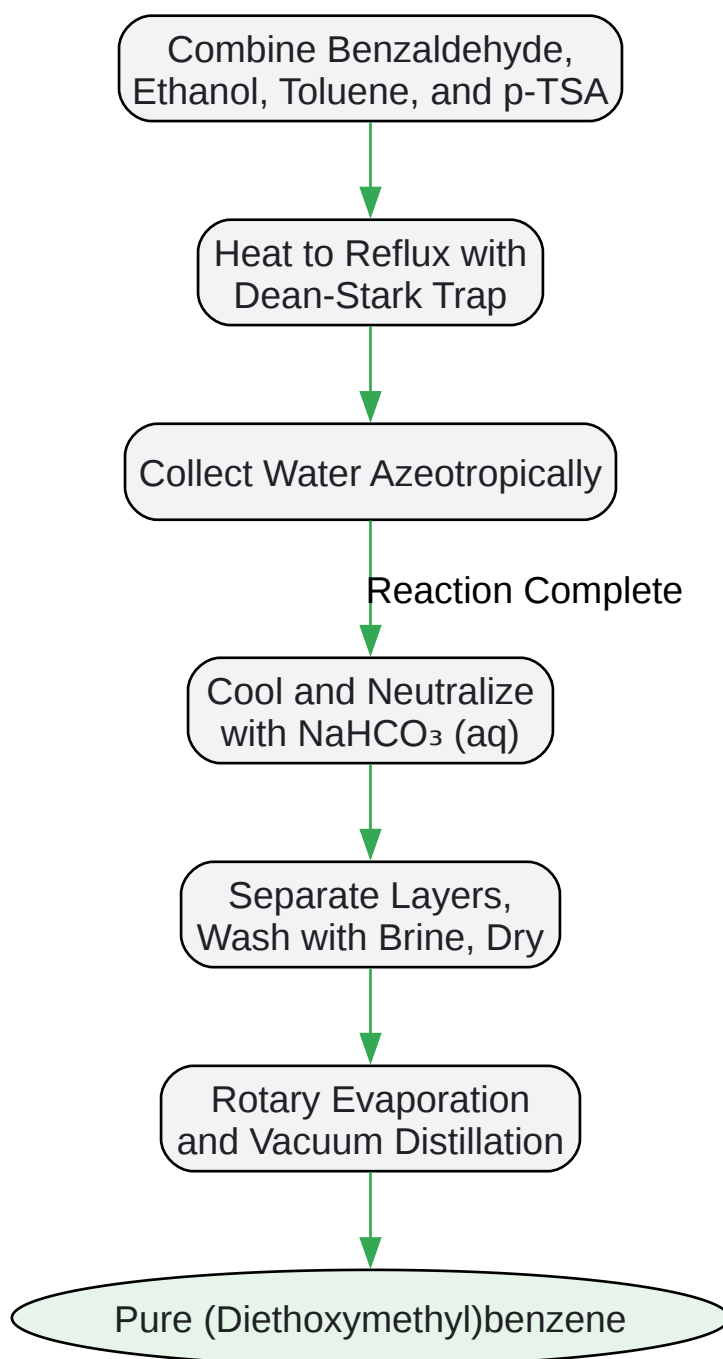 Combine Benzaldehyde,
Ethanol, Toluene, and p-TSA
Heat to Reflux with
Dean-Stark Trap
Collect Water Azeotropically
Reaction Complete
Cool and Neutralize
with NaHCO₃ (aq)
Separate Layers,
Wash with Brine, Dry
Rotary Evaporation
and Vacuum Distillation
Pure (Diethoxymethyl)benzene